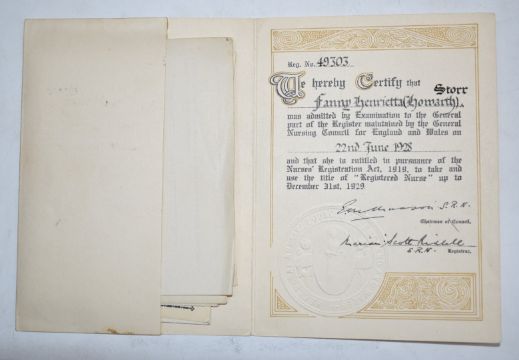 Reg. No. 49303
We hereby Certify that
Storr
Fanny Henrietta (Howarth)
was admitted by Examination to the General
part of the Register maintained by the General
Nursing Council for England and Wales on
22nd June 1928
and that she is entitled in pursuance of the
Nurses' Registration Act, 1919, to take and
use the title of "Registered Nurse" up to
December 31st, 1929.
S.R.N.
Chairman of Council.
Marian Scott Riddell
S.R.N. Registrar.